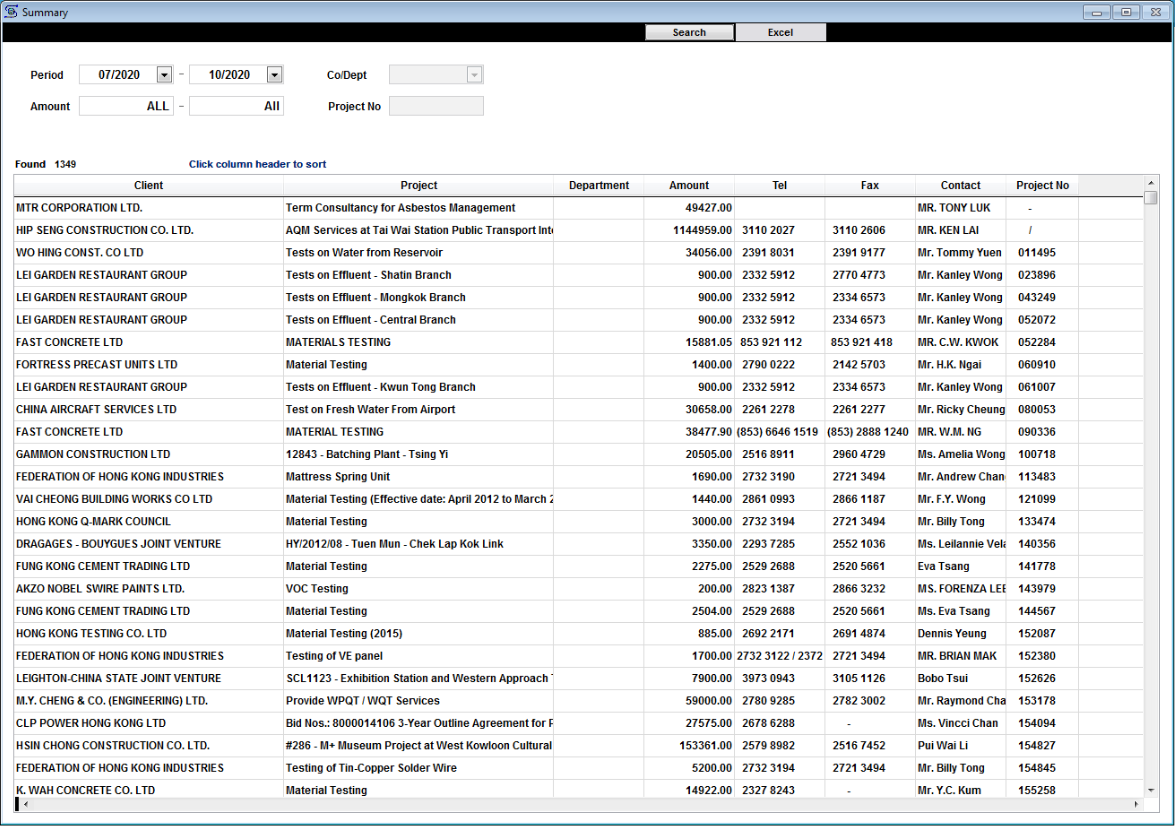 Summary
Search Excel
Period 07/2020 - 10/2020 Co/Dept
Amount ALL - All Project No
Found 1349 Click column header to sort
Client Project Department Amount Tel Fax Contact Project No
MTR CORPORATION LTD. Term Consultancy for Asbestos Management 49427.00 MR. TONY LUK -
HIP SENG CONSTRUCTION CO. LTD. AQM Services at Tai Wai Station Public Transport Inte 1144959.00 3110 2027 3110 2606 MR. KEN LAI /
WO HING CONST. CO LTD Tests on Water from Reservoir 34056.00 2391 8031 2391 9177 Mr. Tommy Yuen 011495
LEI GARDEN RESTAURANT GROUP Tests on Effluent - Shatin Branch 900.00 2332 5912 2770 4773 Mr. Kanley Wong 023896
LEI GARDEN RESTAURANT GROUP Tests on Effluent - Mongkok Branch 900.00 2332 5912 2334 6573 Mr. Kanley Wong 043249
LEI GARDEN RESTAURANT GROUP Tests on Effluent - Central Branch 900.00 2332 5912 2334 6573 Mr. Kanley Wong 052072
FAST CONCRETE LTD MATERIALS TESTING 15881.05 853 921 112 853 921 418 MR. C.W. KWOK 052284
FORTRESS PRECAST UNITS LTD Material Testing 1400.00 2790 0222 2142 5703 Mr. H.K. Ngai 060910
LEI GARDEN RESTAURANT GROUP Tests on Effluent - Kwun Tong Branch 900.00 2332 5912 2334 6573 Mr. Kanley Wong 061007
CHINA AIRCRAFT SERVICES LTD Test on Fresh Water From Airport 30658.00 2261 2278 2261 2277 Mr. Ricky Cheung 080053
FAST CONCRETE LTD MATERIAL TESTING 38477.90 (853) 6646 1519 (853) 2888 1240 MR. W.M. NG 090336
GAMMON CONSTRUCTION LTD 12843 - Batching Plant - Tsing Yi 20505.00 2516 8911 2960 4729 Ms. Amelia Wong 100718
FEDERATION OF HONG KONG INDUSTRIES Mattress Spring Unit 1690.00 2732 3190 2721 3494 Mr. Andrew Chan 113483
VAI CHEONG BUILDING WORKS CO LTD Material Testing (Effective date: April 2012 to March 2 1440.00 2861 0993 2866 1187 Mr. F.Y. Wong 121099
HONG KONG Q-MARK COUNCIL Material Testing 3000.00 2732 3194 2721 3494 Mr. Billy Tong 133474
DRAGAGES - BOUYGUES JOINT VENTURE HY/2012/08 - Tuen Mun - Chek Lap Kok Link 3350.00 2293 7285 2552 1036 Ms. Leilannie Vela 140356
FUNG KONG CEMENT TRADING LTD Material Testing 2275.00 2529 2688 2520 5661 Eva Tsang 141778
AKZO NOBEL SWIRE PAINTS LTD. VOC Testing 200.00 2823 1387 2866 3232 MS. FORENZA LEE 143979
FUNG KONG CEMENT TRADING LTD Material Testing 2504.00 2529 2688 2520 5661 Ms. Eva Tsang 144567
HONG KONG TESTING CO. LTD Material Testing (2015) 885.00 2692 2171 2691 4874 Dennis Yeung 152087
FEDERATION OF HONG KONG INDUSTRIES Testing of VE panel 1700.00 2732 3122 / 2372 2721 3494 MR. BRIAN MAK 152380
LEIGHTON-CHINA STATE JOINT VENTURE SCL1123 - Exhibition Station and Western Approach 7900.00 3973 0943 3105 1126 Bobo Tsui 152626
M.Y. CHENG & CO. (ENGINEERING) LTD. Provide WPQT / WQT Services 59000.00 2780 9285 2782 3002 Mr. Raymond Cha 153178
CLP POWER HONG KONG LTD Bid Nos.: 8000014106 3-Year Outline Agreement for P 27575.00 2678 6288 - Ms. Vincci Chan 154094
HSIN CHONG CONSTRUCTION CO. LTD. #286 - M+ Museum Project at West Kowloon Cultural 153361.00 2579 8982 2516 7452 Pui Wai Li 154827
FEDERATION OF HONG KONG INDUSTRIES Testing of Tin-Copper Solder Wire 5200.00 2732 3194 2721 3494 Mr. Billy Tong 154845
K. WAH CONCRETE CO. LTD Material Testing 14922.00 2327 8243 - Mr. Y.C. Kum 155258